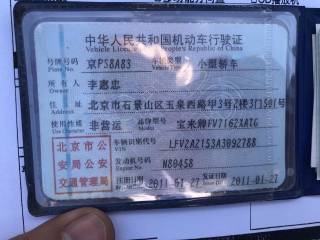 中华人民共和国机动车行驶证
Vehicle License of the People's Republic of China
号牌号码 京PS8A83 车辆类型 小型轿车
Plate No. Vehicle Type
所有人 李惠忠
Owner
住址 北京市石景山区玉泉西路甲3号2楼3门1501号
Address
使用性质 非营运 品牌型号 宝来牌FV7162XATG
Use Character Model
北京市公 车辆识别代号 LFV2A21S3A3092788
安局公安 VIN
交通管理局 发动机号码 N80458
Engine No.
注册日期 2011-01-27 发证日期 2011-01-27
Register Date Issue Date